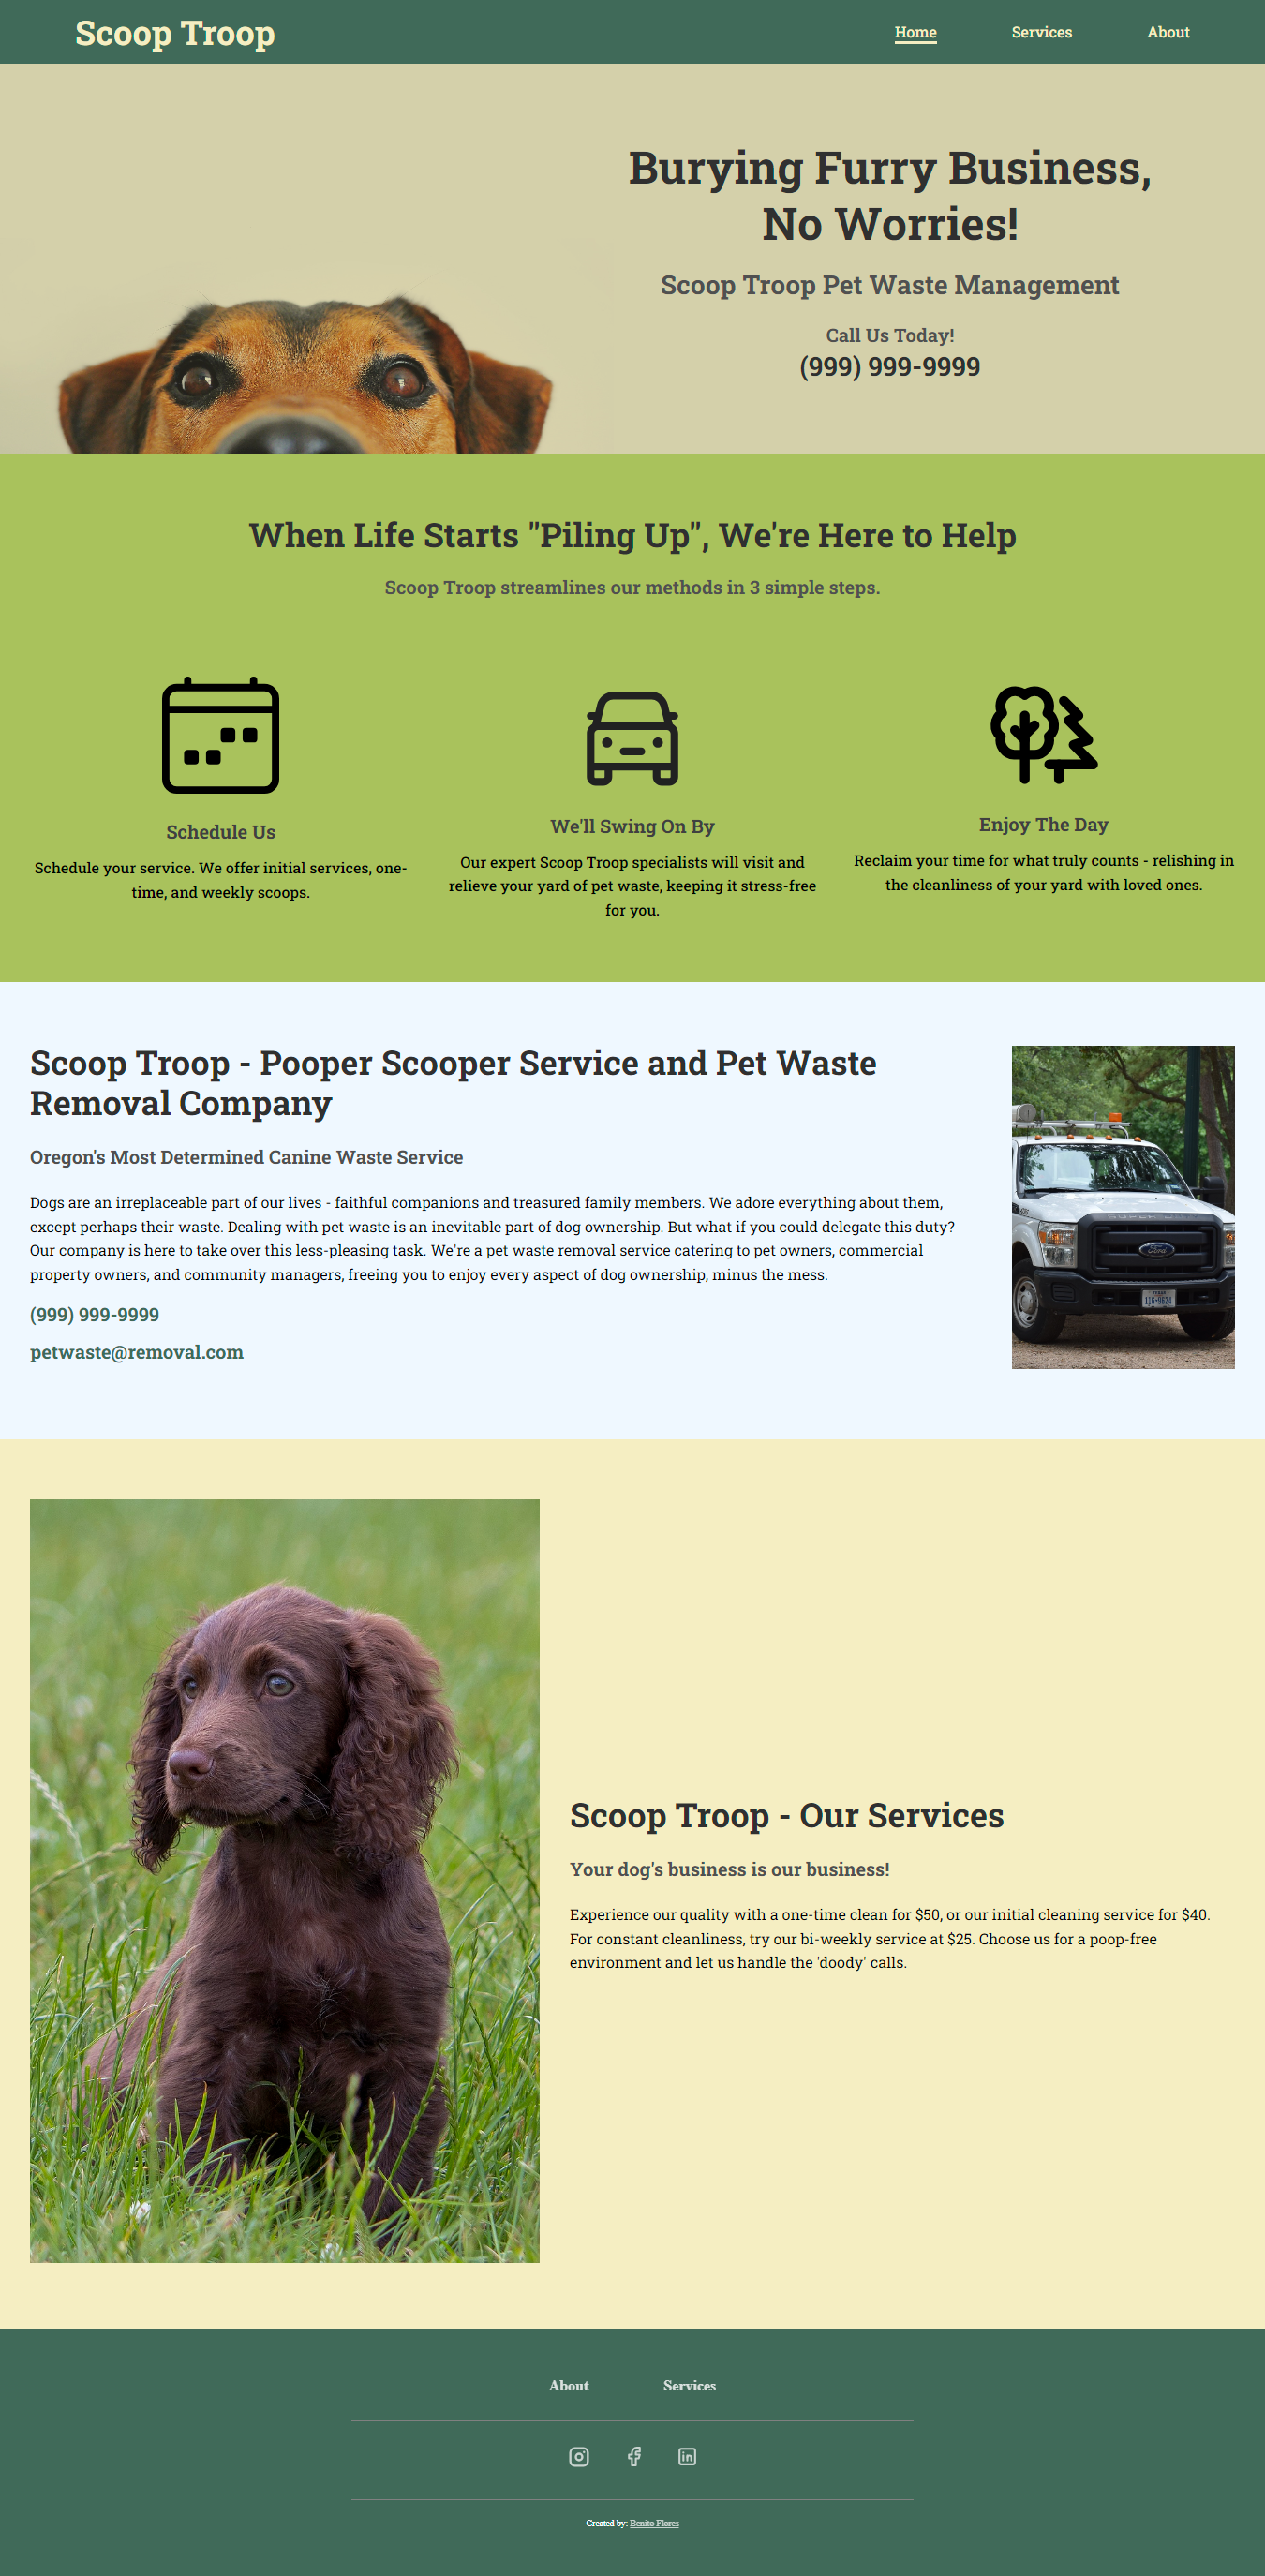 Scoop Troop
Home Services About
Burying Furry Business,
No Worries!
Scoop Troop Pet Waste Management
Call Us Today!
(999) 999-9999
When Life Starts "Piling Up", We're Here to Help
Scoop Troop streamlines our methods in 3 simple steps.
Schedule Us
Schedule your service. We offer initial services, one-
time, and weekly scoops.
We'll Swing On By
Our expert Scoop Troop specialists will visit and
relieve your yard of pet waste, keeping it stress-free
for you.
Enjoy The Day
Reclaim your time for what truly counts - relishing in
the cleanliness of your yard with loved ones.
Scoop Troop - Pooper Scooper Service and Pet Waste
Removal Company
Oregon's Most Determined Canine Waste Service
Dogs are an irreplaceable part of our lives - faithful companions and treasured family members. We adore everything about them,
except perhaps their waste. Dealing with pet waste is an inevitable part of dog ownership. But what if you could delegate this duty?
Our company is here to take over this less-pleasing task. We're a pet waste removal service catering to pet owners, commercial
property owners, and community managers, freeing you to enjoy every aspect of dog ownership, minus the mess.
(999) 999-9999
petwaste@removal.com
SUPER DUTY
Ford
Scoop Troop - Our Services
Your dog's business is our business!
Experience our quality with a one-time clean for $50, or our initial cleaning service for $40.
For constant cleanliness, try our bi-weekly service at $25. Choose us for a poop-free
environment and let us handle the 'doody' calls.
About Services
Created by: Benito Flores